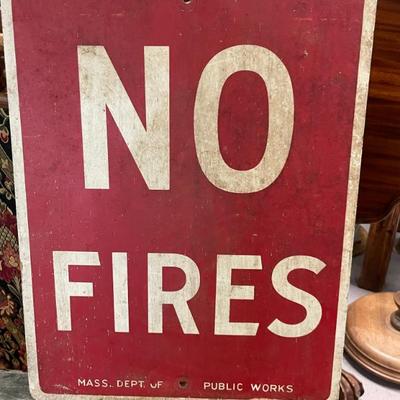 NO
FIRES
MASS. DEPT. OF PUBLIC WORKS